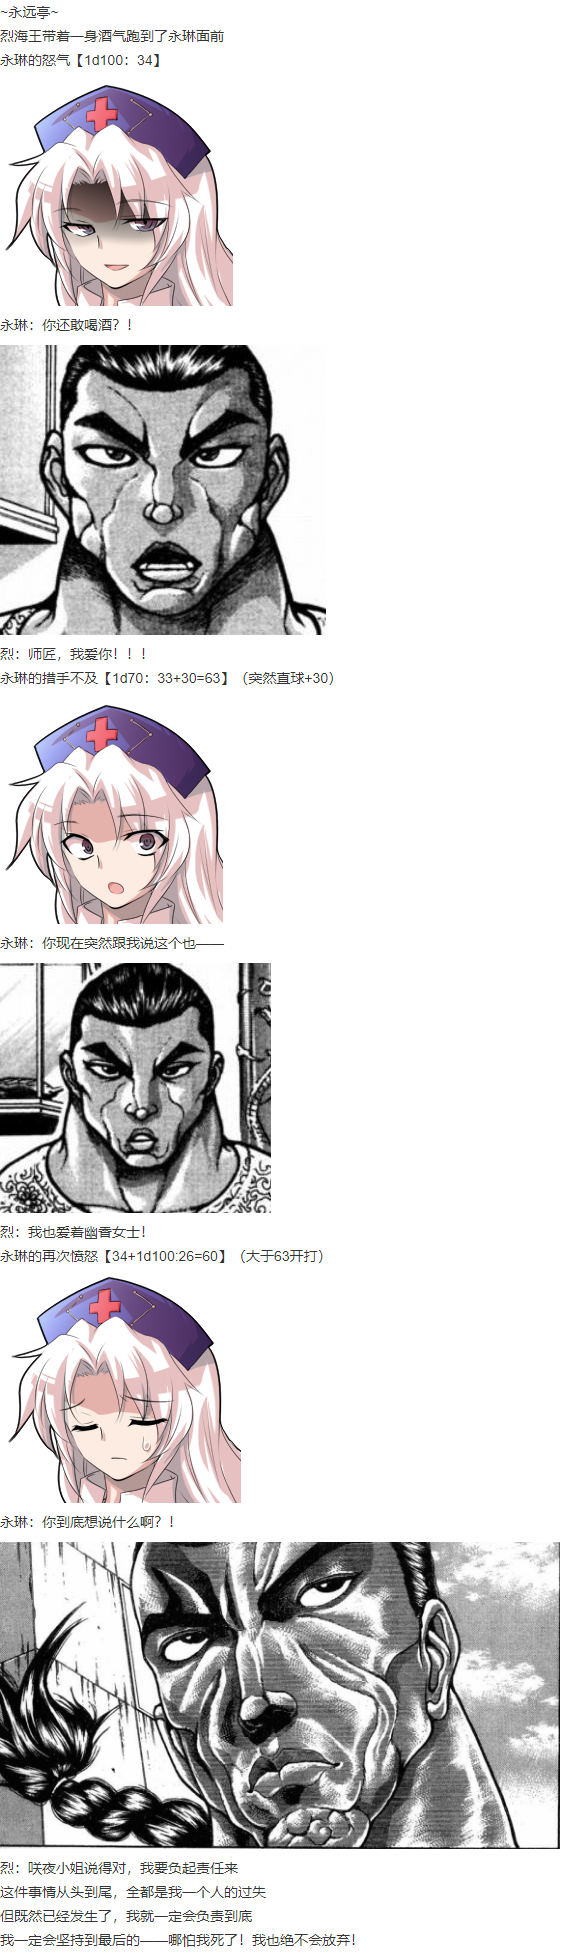 ~永远亭~
烈海王带着一身酒气跑到了永琳面前
永琳的怒气【1d100：34】
永琳：你还敢喝酒？！
烈：师匠，我爱你！！！
永琳的措手不及【1d70：33+30=63】（突然直球+30）
永琳：你现在突然跟我说这个也——
烈：我也爱着幽香女士！
永琳的再次愤怒【34+1d100:26=60】（大于63开打）
永琳：你到底想说什么啊？！
烈：咲夜小姐说得对，我要负起责任来
这件事情从头到尾，全都是我一个人的过失
但既然已经发生了，我就一定会负责到底
我一定会坚持到最后的——哪怕我死了！我也绝不会放弃！